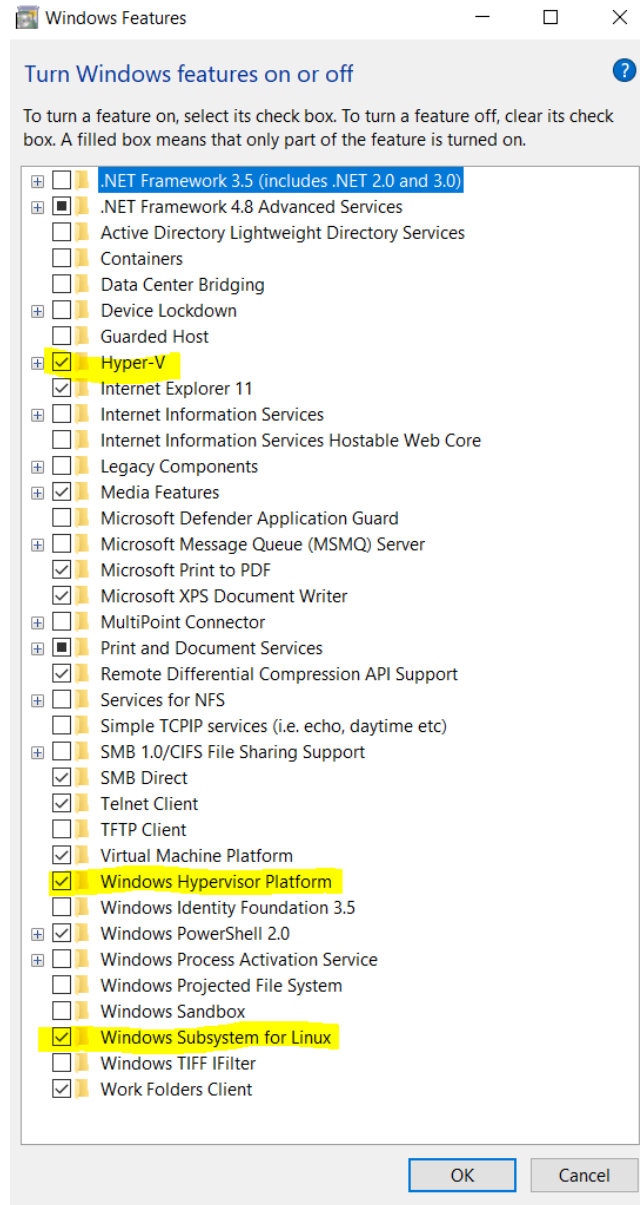 Windows Features
Turn Windows features on or off
?
To turn a feature on, select its check box. To turn a feature off, clear its check
box. A filled box means that only part of the feature is turned on.
.NET Framework 3.5 (includes .NET 2.0 and 3.0)
.NET Framework 4.8 Advanced Services
Active Directory Lightweight Directory Services
Containers
Data Center Bridging
Device Lockdown
Guarded Host
Hyper-V
Internet Explorer 11
Internet Information Services
Internet Information Services Hostable Web Core
Legacy Components
Media Features
Microsoft Defender Application Guard
Microsoft Message Queue (MSMQ) Server
Microsoft Print to PDF
Microsoft XPS Document Writer
MultiPoint Connector
Print and Document Services
Remote Differential Compression API Support
Services for NFS
Simple TCPIP services (i.e. echo, daytime etc)
SMB 1.0/CIFS File Sharing Support
SMB Direct
Telnet Client
TFTP Client
Virtual Machine Platform
Windows Hypervisor Platform
Windows Identity Foundation 3.5
Windows PowerShell 2.0
Windows Process Activation Service
Windows Projected File System
Windows Sandbox
Windows Subsystem for Linux
Windows TIFF IFilter
Work Folders Client
OK
Cancel